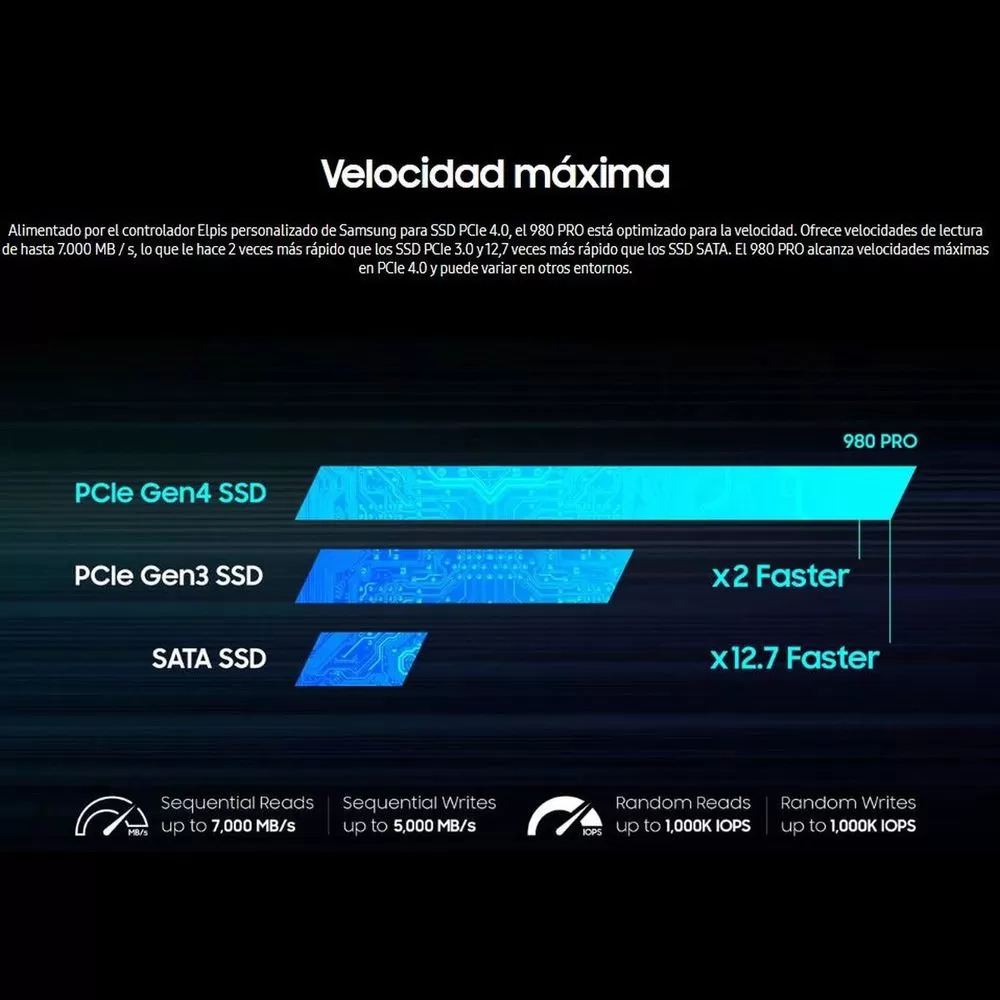 Velocidad máxima
Alimentado por el controlador Elpis personalizado de Samsung para SSD PCIe 4.0, el 980 PRO está optimizado para la velocidad. Ofrece velocidades de lectura
de hasta 7.000 MB / s, lo que le hace 2 veces más rápido que los SSD PCIe 3.0 y 12,7 veces más rápido que los SSD SATA. El 980 PRO alcanza velocidades máximas
en PCIe 4.0 y puede variar en otros entornos.
980 PRO
PCIe Gen4 SSD
PCIe Gen3 SSD
x2 Faster
SATA SSD
x12.7 Faster
MB/s
Sequential Reads
up to 7,000 MB/s
Sequential Writes
up to 5,000 MB/s
IOPS
Random Reads
up to 1,000K IOPS
Random Writes
up to 1,000K IOPS